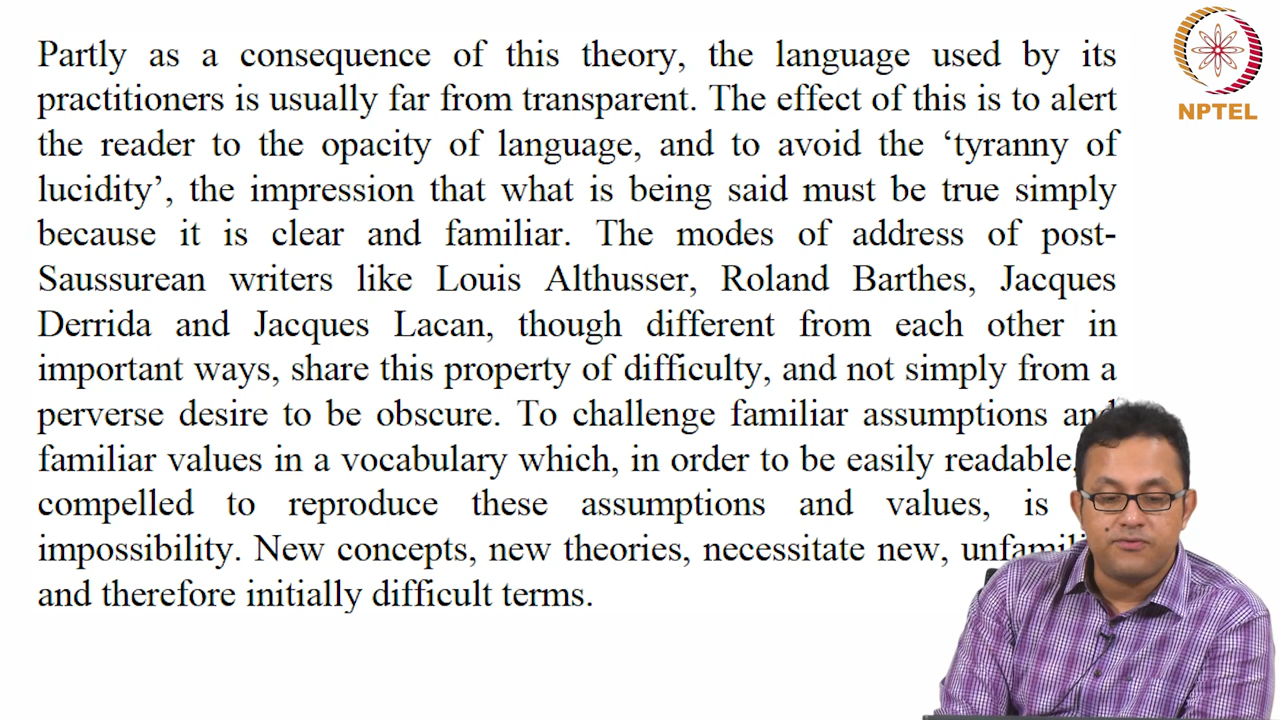 Partly as a consequence of this theory, the language used by its
practitioners is usually far from transparent. The effect of this is to alert
the reader to the opacity of language, and to avoid the ‘tyranny of
lucidity’, the impression that what is being said must be true simply
because it is clear and familiar. The modes of address of post-
Saussurean writers like Louis Althusser, Roland Barthes, Jacques
Derrida and Jacques Lacan, though different from each other in
important ways, share this property of difficulty, and not simply from a
perverse desire to be obscure. To challenge familiar assumptions and
familiar values in a vocabulary which, in order to be easily readable,
compelled to reproduce these assumptions and values, is
impossibility. New concepts, new theories, necessitate new,
and therefore initially difficult terms.
NPTEL